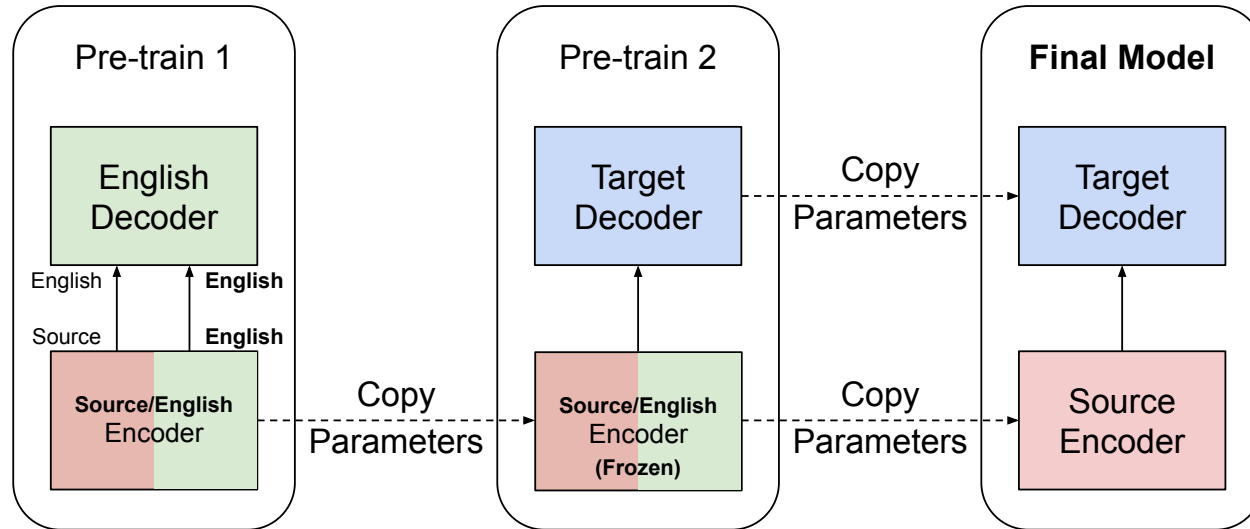 Pre-train 1
English
Decoder
English
English
Source
English
Source/English
Encoder
Copy
Parameters
Pre-train 2
Target
Decoder
Source/English
Encoder
(Frozen)
Copy
Parameters
Copy
Parameters
Final Model
Target
Decoder
Source
Encoder